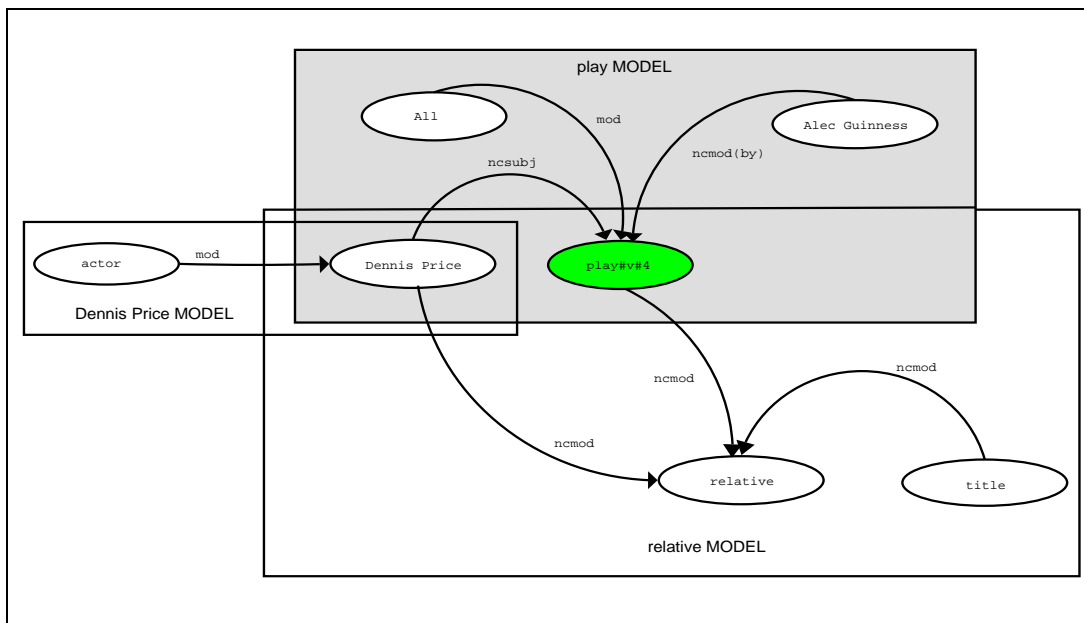 play MODEL
All
mod
Alec Guinness
ncmod(by)
ncsubj
actor
mod
Dennis Price
play#v#4
Dennis Price MODEL
ncmod
ncmod
ncmod
relative
title
relative MODEL